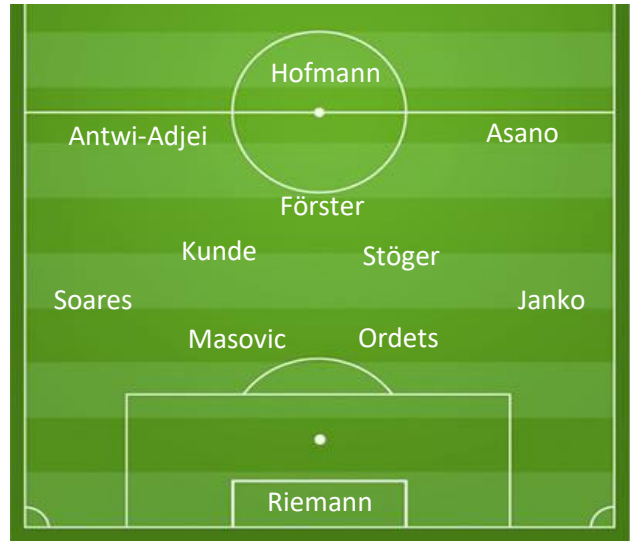 Hofmann
Antwi-Adjei Asano
Förster
Kunde Stöger
Soares Janko
Masovic Ordets
Riemann